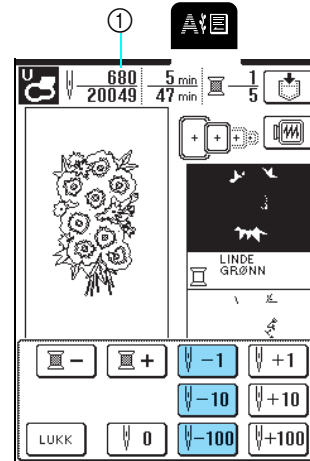 ①
A
U 680 5 min 1
20049 47 min 5
LINDE
GRØNN
− + −1 +1
−10 +10
LUKK 0 −100 +100